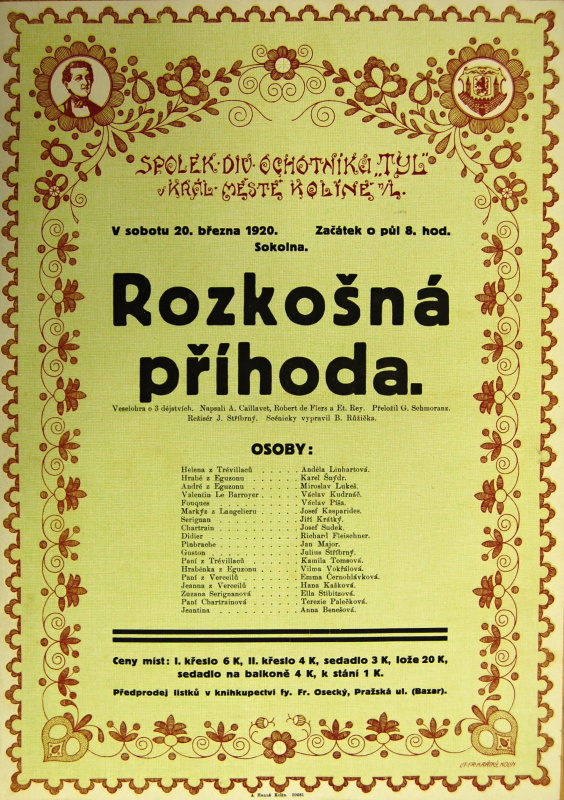 SPOLEK·DIV·OCHOTNÍKŮ „TYL"
V KRÁL·MĚSTĚ KOLÍNĚ n/L.
V sobotu 20. března 1920. Začátek o půl 8. hod.
Sokolna.
Rozkošná
příhoda.
Veselohra o 3 dějstvích. Napsali A. Caillavet, Robert de Flers a Et. Rey. Přeložil G. Schmoranz.
Režisér J. Stříbrný. Scénicky vypravil B. Růžička.
OSOBY:
Helena z Trévillaců . . . . . Anděla Linhartová.
Hrabě z Eguzonu . . . . . Karel Šnýdr.
André z Eguzonu . . . . . Miroslav Lukeš.
Valentin Le Barroyer . . . . . Václav Kudrnáč.
Fouques . . . . . Václav Píša.
Markýz z Langelieru . . . . . Josef Kasparides.
Serignan . . . . . Jiří Krátký.
Chartrain . . . . . Josef Sudek.
Didier . . . . . Richard Fleischner.
Pinbrache . . . . . Jan Major.
Guston . . . . . Julius Stříbrný.
Paní z Trévillaců . . . . . Kamila Tomsová.
Hraběnka z Eguzonu . . . . . Vilma Vokřálová.
Paní z Verceilů . . . . . Emma Černohlávková.
Jeanna z Verceilů . . . . . Hana Kašková.
Zuzana Serignanová . . . . . Ella Stibitzová.
Paní Chartrainová . . . . . Terezie Palečková.
Jeantina . . . . . Anna Benešová.
Ceny míst: I. křeslo 6 K, II. křeslo 4 K, sedadlo 3 K, lože 20 K,
sedadlo na balkoně 4 K, k stání 1 K.
Předprodej lístků v knihkupectví fy. Fr. Osecký, Pražská ul. (Bazar).